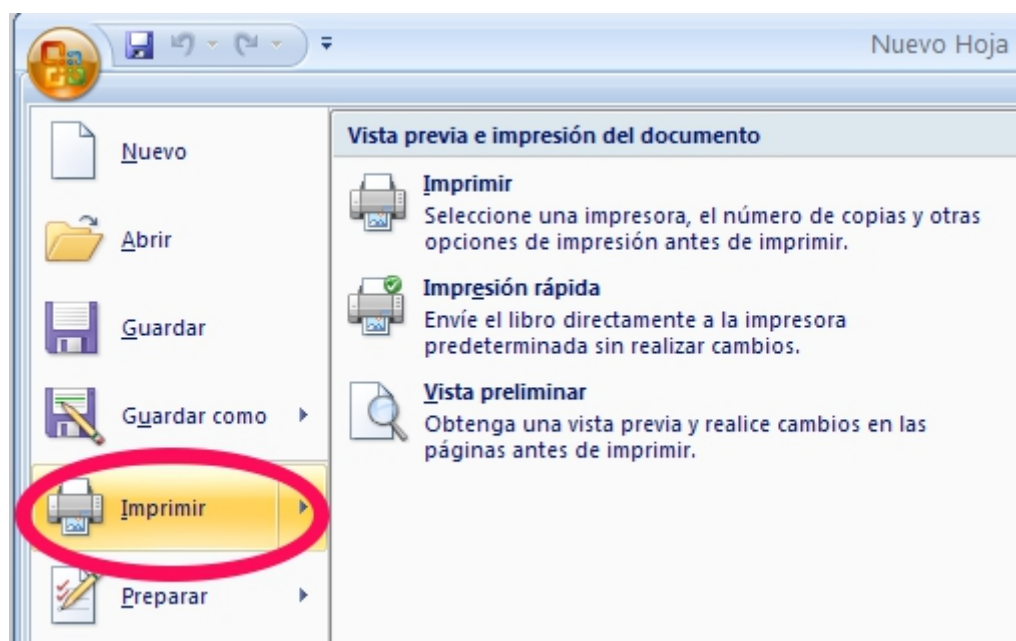 Nuevo Hoja
Nuevo
Abrir
Guardar
Guardar como
Imprimir
Preparar
Vista previa e impresión del documento
Imprimir
Seleccione una impresora, el número de copias y otras
opciones de impresión antes de imprimir.
Impresión rápida
Envíe el libro directamente a la impresora
predeterminada sin realizar cambios.
Vista preliminar
Obtenga una vista previa y realice cambios en las
páginas antes de imprimir.